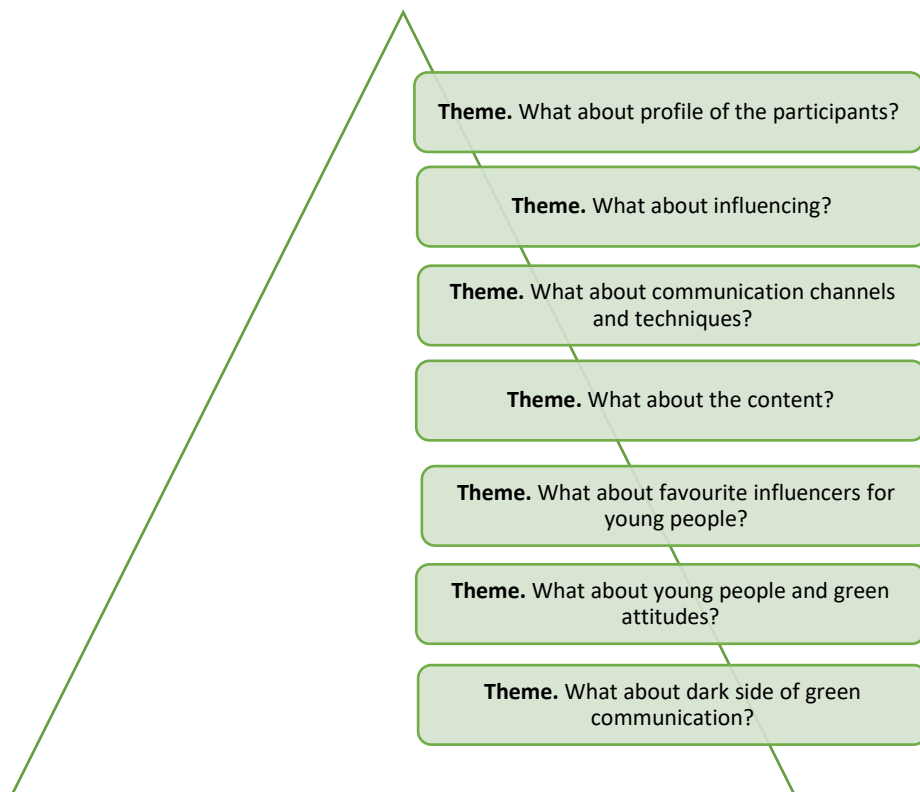 Theme. What about profile of the participants?
Theme. What about influencing?
Theme. What about communication channels
and techniques?
Theme. What about the content?
Theme. What about favourite influencers for
young people?
Theme. What about young people and green
attitudes?
Theme. What about dark side of green
communication?